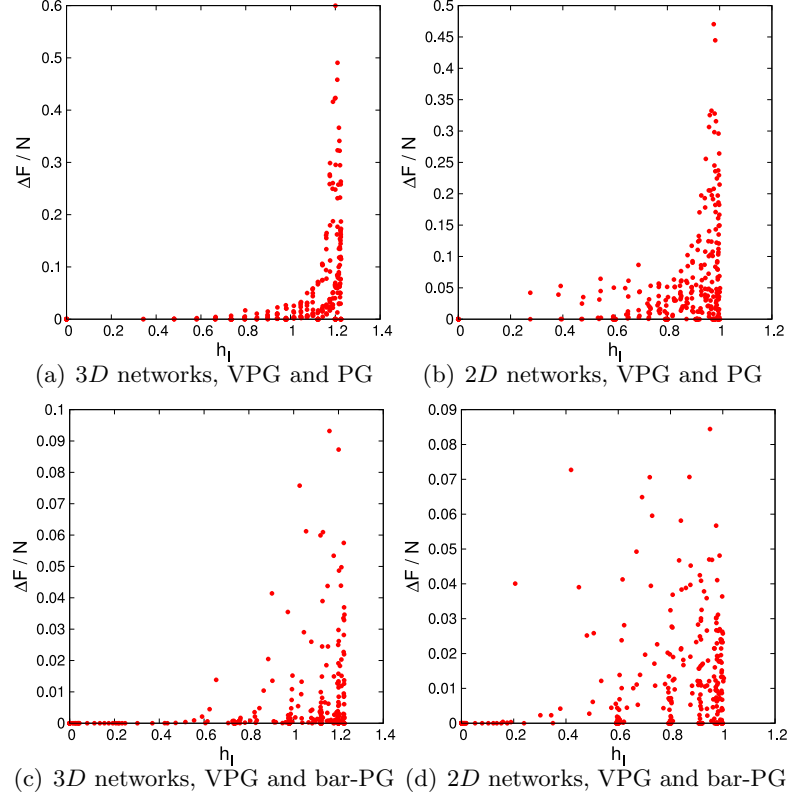 0.6
0.5
0.4
0.3
0.2
0.1
0
ΔF / N
0 0.2 0.4 0.6 0.8 1 1.2 1.4
h_I
(a) 3D networks, VPG and PG
0.5
0.45
0.4
0.35
0.3
0.25
0.2
0.15
0.1
0.05
0
ΔF / N
0 0.2 0.4 0.6 0.8 1 1.2
h_I
(b) 2D networks, VPG and PG
0.1
0.09
0.08
0.07
0.06
0.05
0.04
0.03
0.02
0.01
0
ΔF / N
0 0.2 0.4 0.6 0.8 1 1.2 1.4
h_I
(c) 3D networks, VPG and bar-PG
0.09
0.08
0.07
0.06
0.05
0.04
0.03
0.02
0.01
0
ΔF / N
0 0.2 0.4 0.6 0.8 1 1.2
h_I
(d) 2D networks, VPG and bar-PG